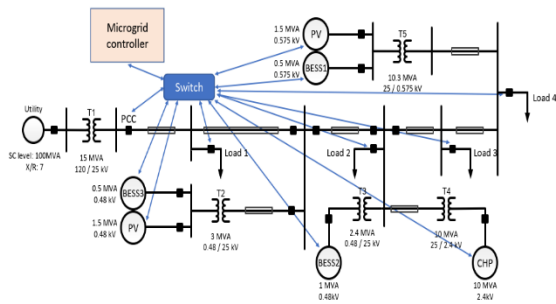 Microgrid
controller
Switch
1.5 MVA
0.575 kV
PV
0.5 MVA
0.575 kV
BESS1
T5
10.3 MVA
25 / 0.575 kV
Load 4
Utility
SC level: 100MVA
X/R: 7
T1
15 MVA
120 / 25 kV
PCC
Load 1
Load 2
Load 3
0.5 MVA
0.48 kV
BESS3
1.5 MVA
0.48 kV
PV
T2
3 MVA
0.48 / 25 kV
T3
2.4 MVA
0.48 / 25 kV
T4
10 MVA
25 / 2.4 kV
BESS2
1 MVA
0.48kV
CHP
10 MVA
2.4kV